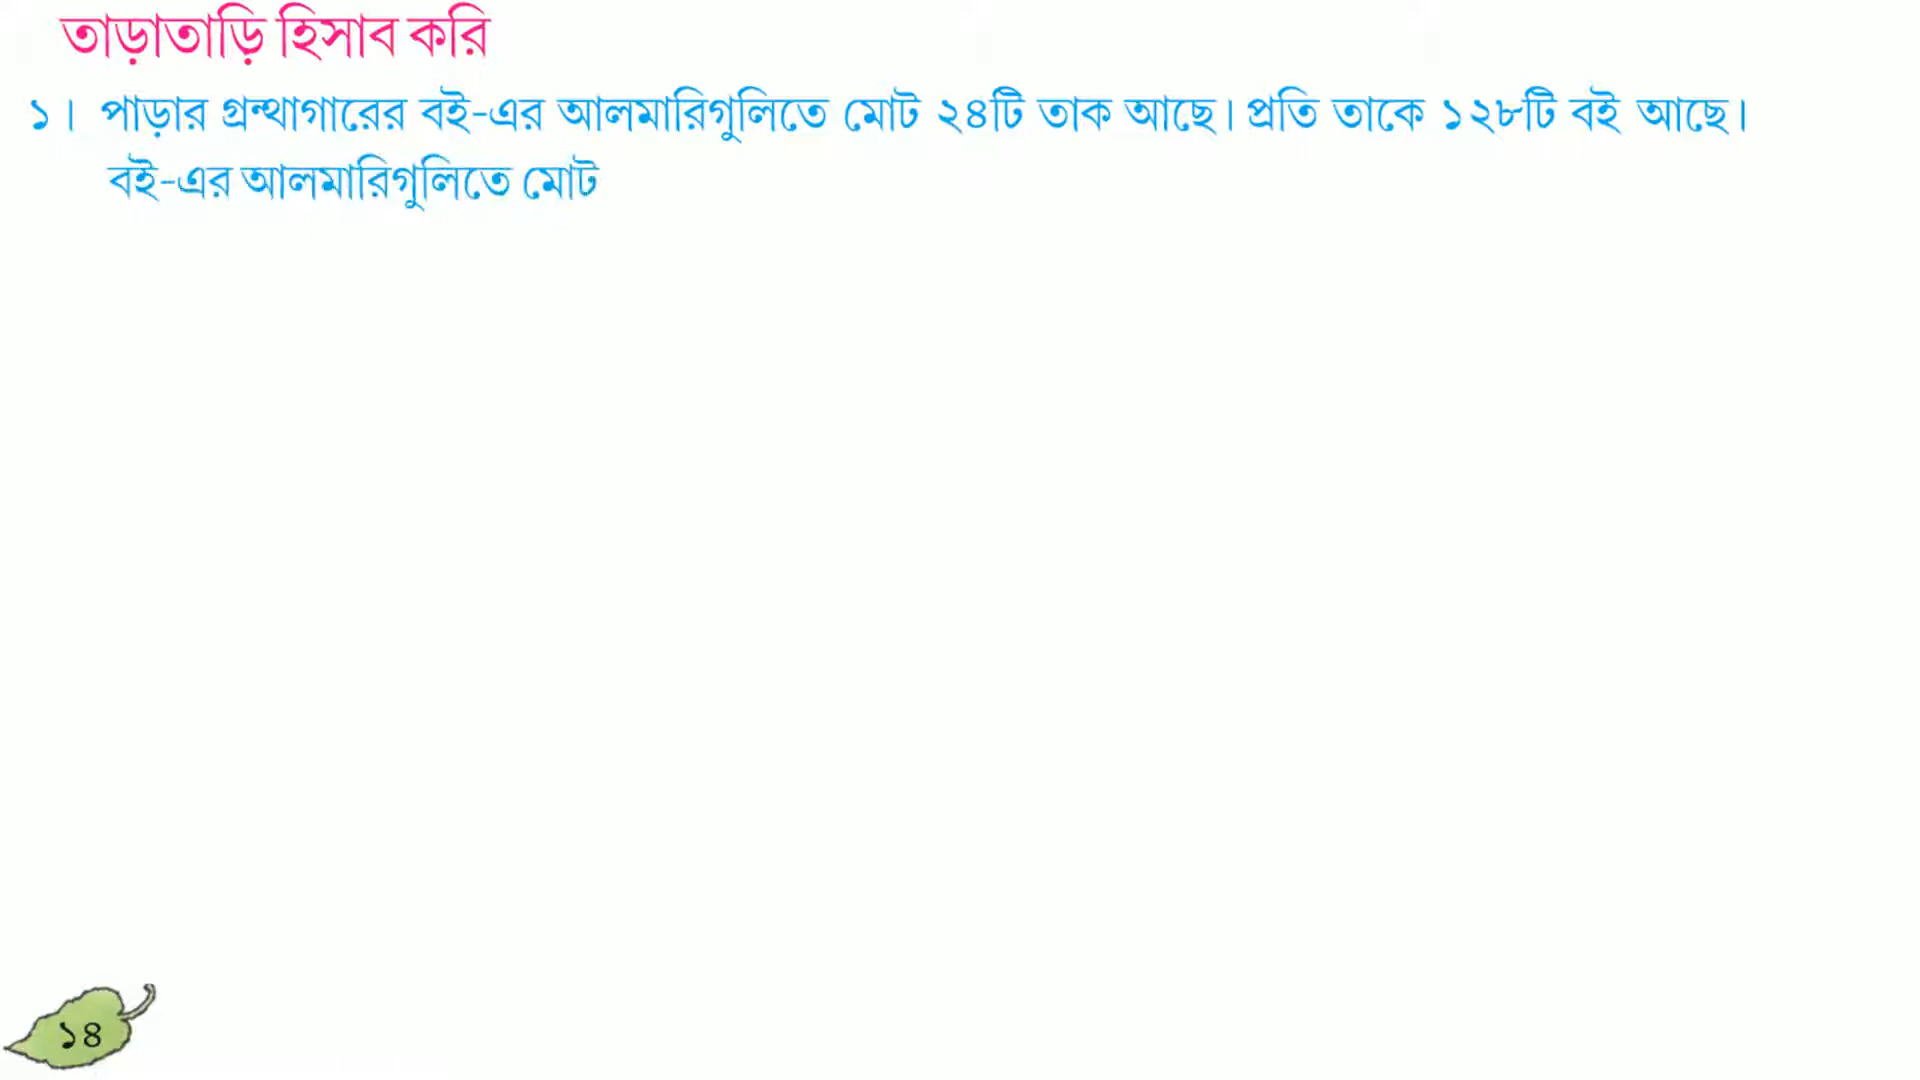 তাড়াতাড়ি হিসাব করি
১। পাড়ার গ্রন্থাগারের বই-এর আলমারিগুলিতে মোট ২৪টি তাক আছে। প্রতি তাকে ১২৮টি বই আছে।
বই-এর আলমারিগুলিতে মোট
১৪